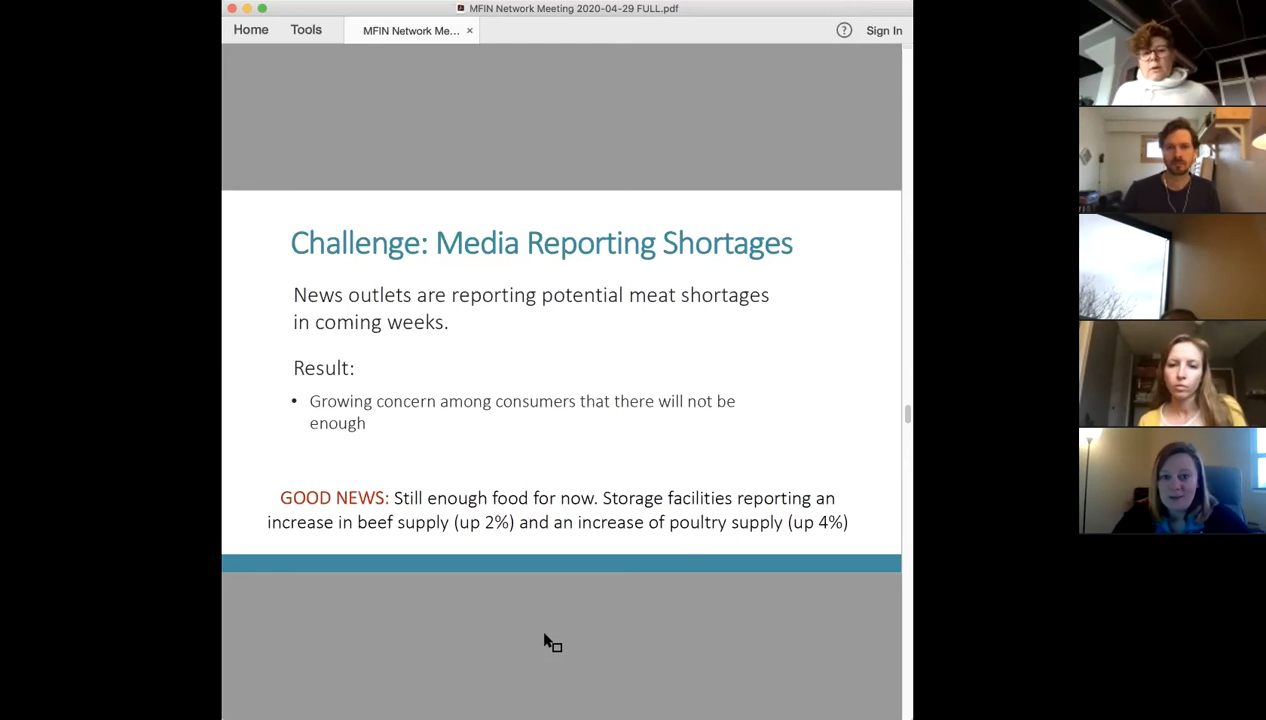 MFIN Network Meeting 2020-04-29 FULL.pdf
Home Tools MFIN Network Me... × ? Sign In
Challenge: Media Reporting Shortages
News outlets are reporting potential meat shortages
in coming weeks.
Result:
• Growing concern among consumers that there will not be
enough
GOOD NEWS: Still enough food for now. Storage facilities reporting an
increase in beef supply (up 2%) and an increase of poultry supply (up 4%)